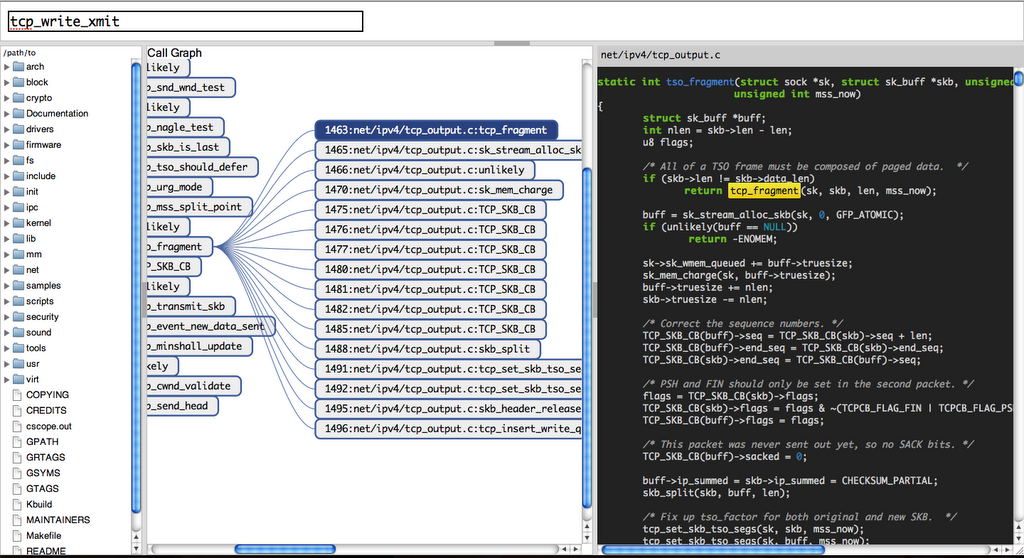 tcp_write_xmit
/path/to
arch
block
crypto
Documentation
drivers
firmware
fs
include
init
ipc
kernel
lib
mm
net
samples
scripts
security
sound
tools
usr
virt
COPYING
CREDITS
cscope.out
GPATH
GRTAGS
GSYMS
GTAGS
Kbuild
MAINTAINERS
Makefile
README
Call Graph
likely
p_snd_wnd_test
likely
p_nagle_test
p_skb_is_last
p_tso_should_defer
p_urg_mode
p_mss_split_point
likely
o_fragment
P_SKB_CB
likely
p_transmit_skb
p_event_new_data_sent
p_minshall_update
kely
p_cwnd_validate
p_send_head
1463:net/ipv4/tcp_output.c:tcp_fragment
1465:net/ipv4/tcp_output.c:sk_stream_alloc_sk
1466:net/ipv4/tcp_output.c:unlikely
1470:net/ipv4/tcp_output.c:sk_mem_charge
1475:net/ipv4/tcp_output.c:TCP_SKB_CB
1476:net/ipv4/tcp_output.c:TCP_SKB_CB
1477:net/ipv4/tcp_output.c:TCP_SKB_CB
1480:net/ipv4/tcp_output.c:TCP_SKB_CB
1481:net/ipv4/tcp_output.c:TCP_SKB_CB
1482:net/ipv4/tcp_output.c:TCP_SKB_CB
1485:net/ipv4/tcp_output.c:TCP_SKB_CB
1488:net/ipv4/tcp_output.c:skb_split
1491:net/ipv4/tcp_output.c:tcp_set_skb_tso_se
1492:net/ipv4/tcp_output.c:tcp_set_skb_tso_se
1495:net/ipv4/tcp_output.c:skb_header_release
1496:net/ipv4/tcp_output.c:tcp_insert_write_q
net/ipv4/tcp_output.c
static int tso_fragment(struct sock *sk, struct sk_buff *skb, unsigned
unsigned int mss_now)
{
struct sk_buff *buff;
int nlen = skb->len - len;
u8 flags;
/* All of a TSO frame must be composed of paged data.  */
if (skb->len != skb->data_len)
return tcp_fragment(sk, skb, len, mss_now);
buff = sk_stream_alloc_skb(sk, 0, GFP_ATOMIC);
if (unlikely(buff == NULL))
return -ENOMEM;
sk->sk_wmem_queued += buff->truesize;
sk_mem_charge(sk, buff->truesize);
buff->truesize += nlen;
skb->truesize -= nlen;
/* Correct the sequence numbers. */
TCP_SKB_CB(buff)->seq = TCP_SKB_CB(skb)->seq + len;
TCP_SKB_CB(buff)->end_seq = TCP_SKB_CB(skb)->end_seq;
TCP_SKB_CB(skb)->end_seq = TCP_SKB_CB(buff)->seq;
/* PSH and FIN should only be set in the second packet. */
flags = TCP_SKB_CB(skb)->flags;
TCP_SKB_CB(skb)->flags = flags & ~(TCPCB_FLAG_FIN | TCPCB_FLAG_PS
TCP_SKB_CB(buff)->flags = flags;
/* This packet was never sent out yet, so no SACK bits. */
TCP_SKB_CB(buff)->sacked = 0;
buff->ip_summed = skb->ip_summed = CHECKSUM_PARTIAL;
skb_split(skb, buff, len);
/* Fix up tso_factor for both original and new SKB.  */
tcp_set_skb_tso_segs(sk, skb, mss_now);
tcp_set_skb_tso_segs(sk, buff, mss_now);